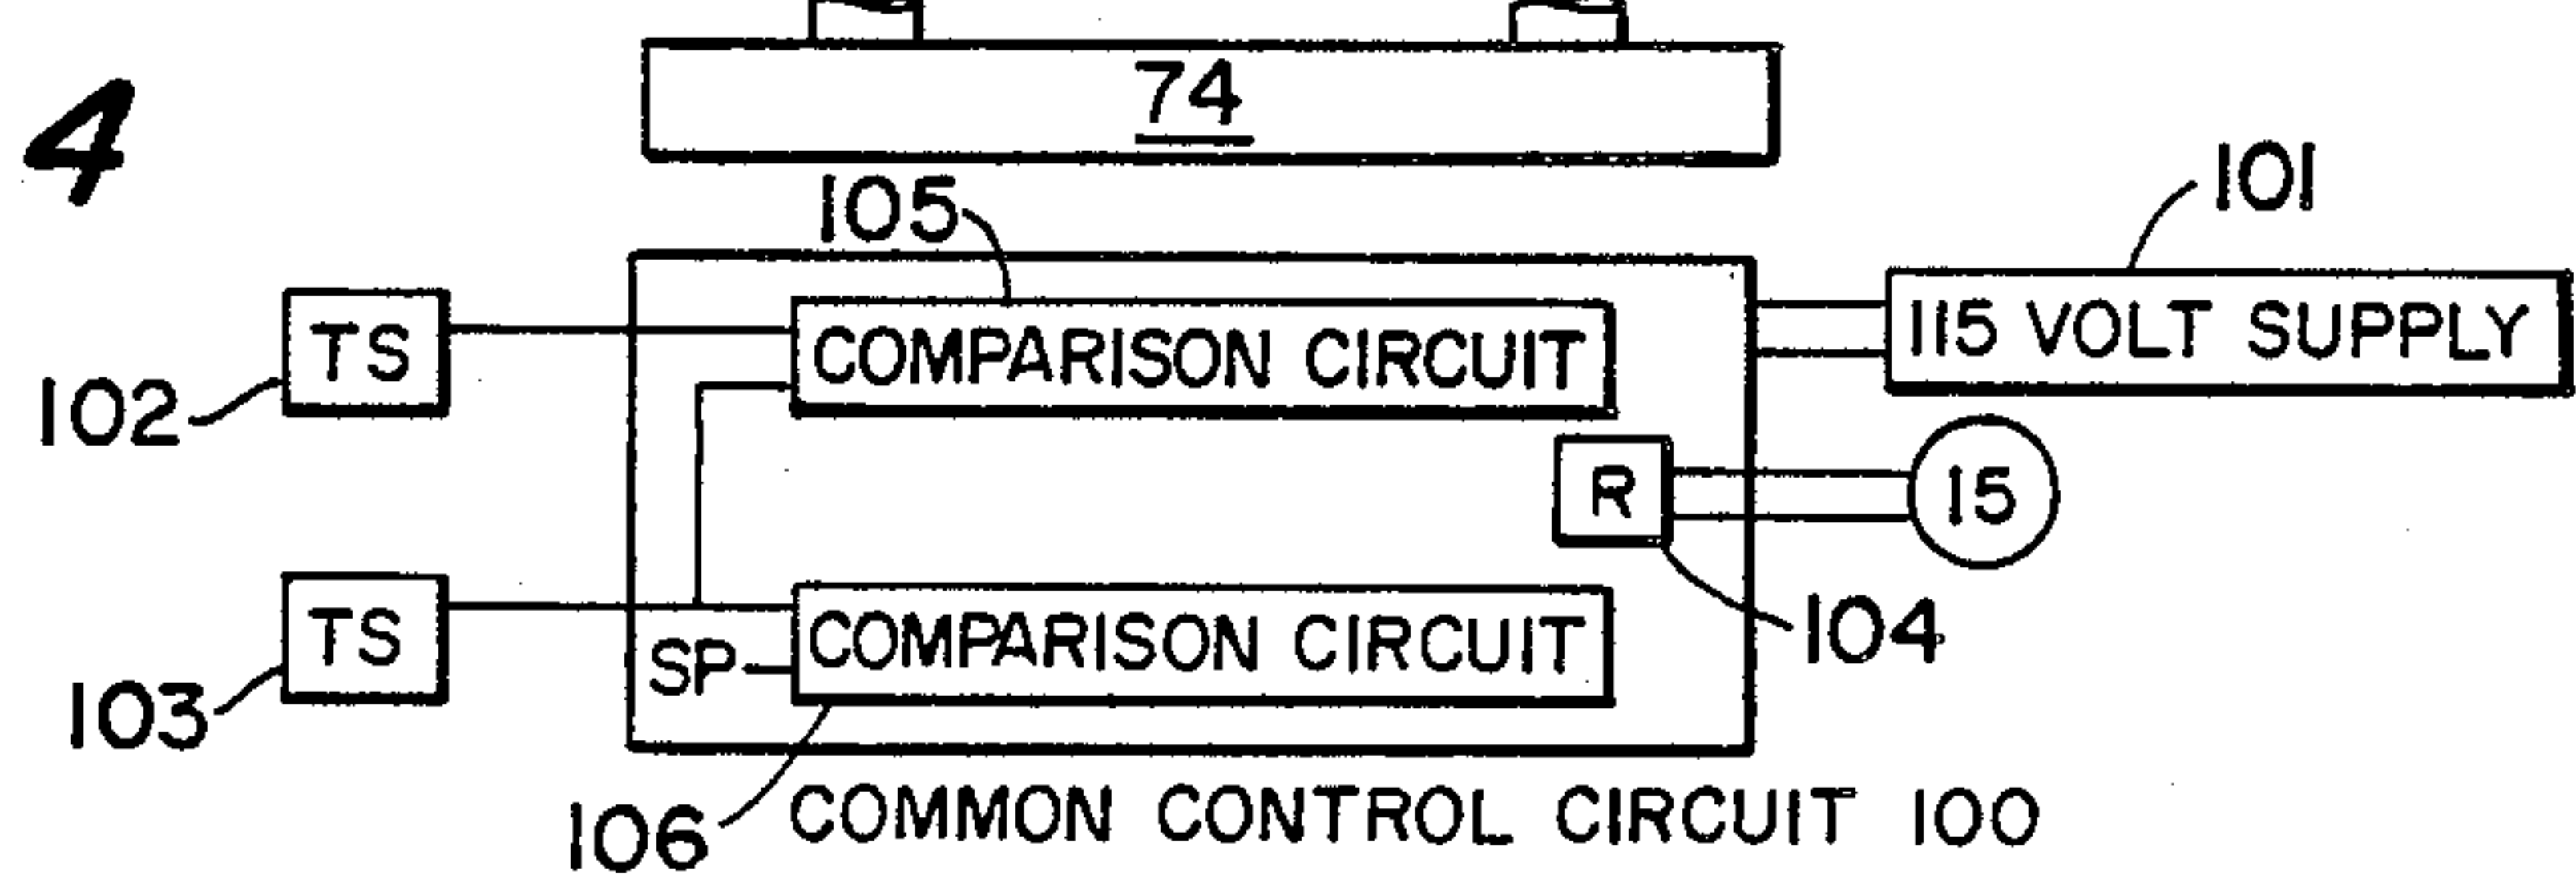 4
74
105
101
TS
COMPARISON CIRCUIT
115 VOLT SUPPLY
102
R
15
TS
SP
COMPARISON CIRCUIT
104
103
106
COMMON CONTROL CIRCUIT 100